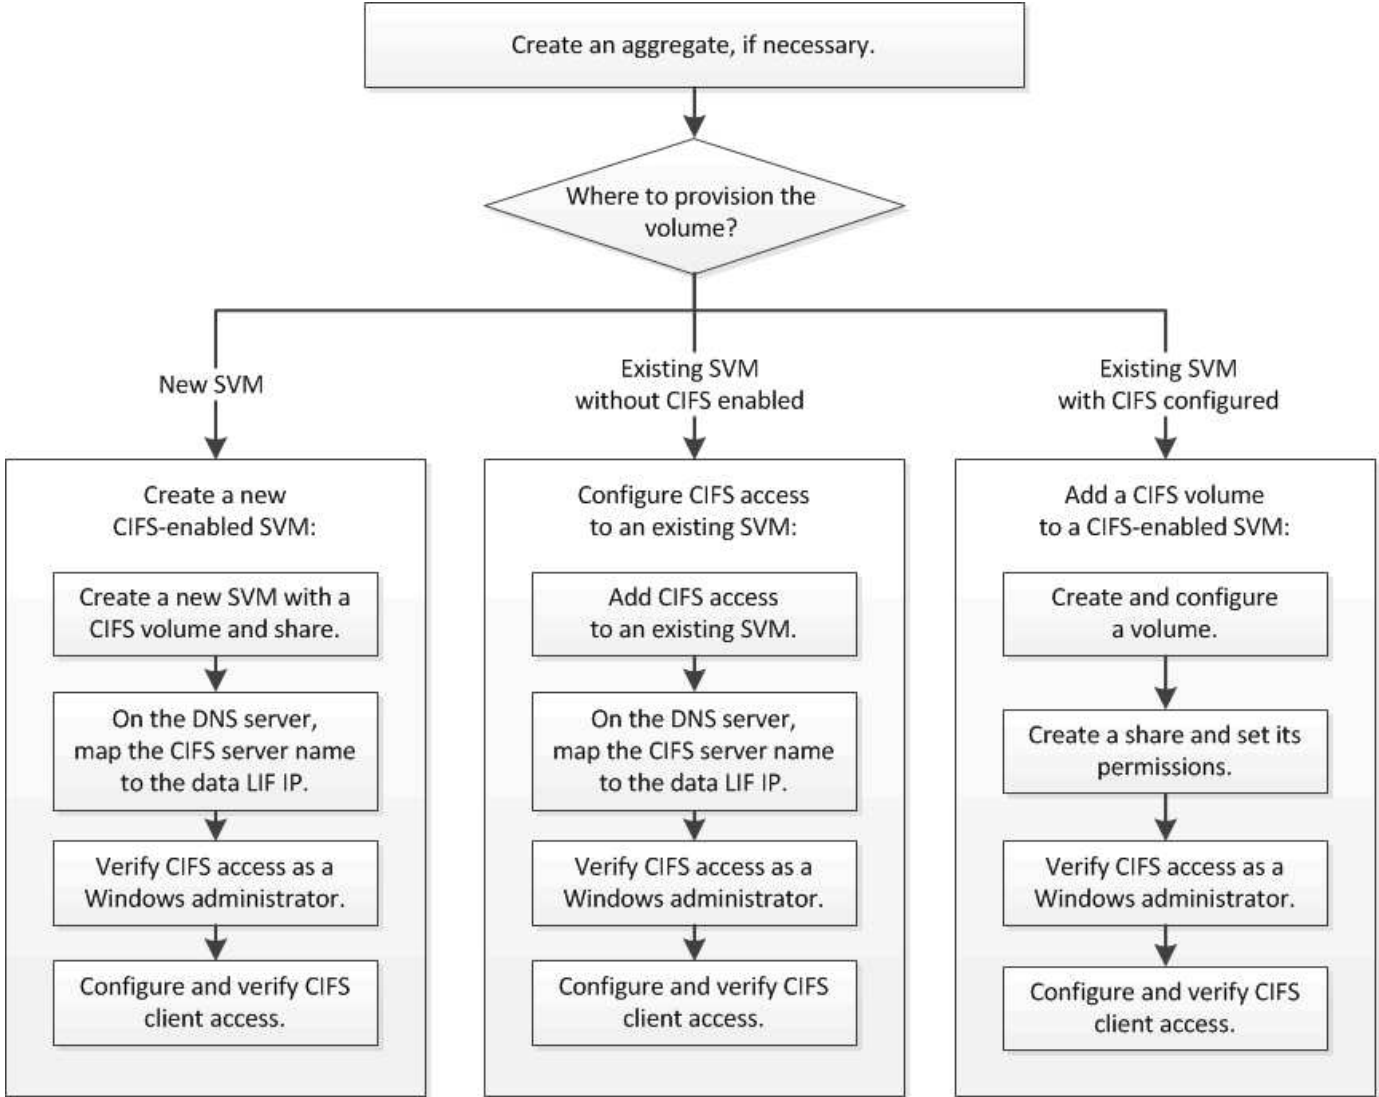 Create an aggregate, if necessary.
Where to provision the
volume?
New SVM
Existing SVM
without CIFS enabled
Existing SVM
with CIFS configured
Create a new
CIFS-enabled SVM:
Create a new SVM with a
CIFS volume and share.
On the DNS server,
map the CIFS server name
to the data LIF IP.
Verify CIFS access as a
Windows administrator.
Configure and verify CIFS
client access.
Configure CIFS access
to an existing SVM:
Add CIFS access
to an existing SVM.
On the DNS server,
map the CIFS server name
to the data LIF IP.
Verify CIFS access as a
Windows administrator.
Configure and verify CIFS
client access.
Add a CIFS volume
to a CIFS-enabled SVM:
Create and configure
a volume.
Create a share and set its
permissions.
Verify CIFS access as a
Windows administrator.
Configure and verify CIFS
client access.